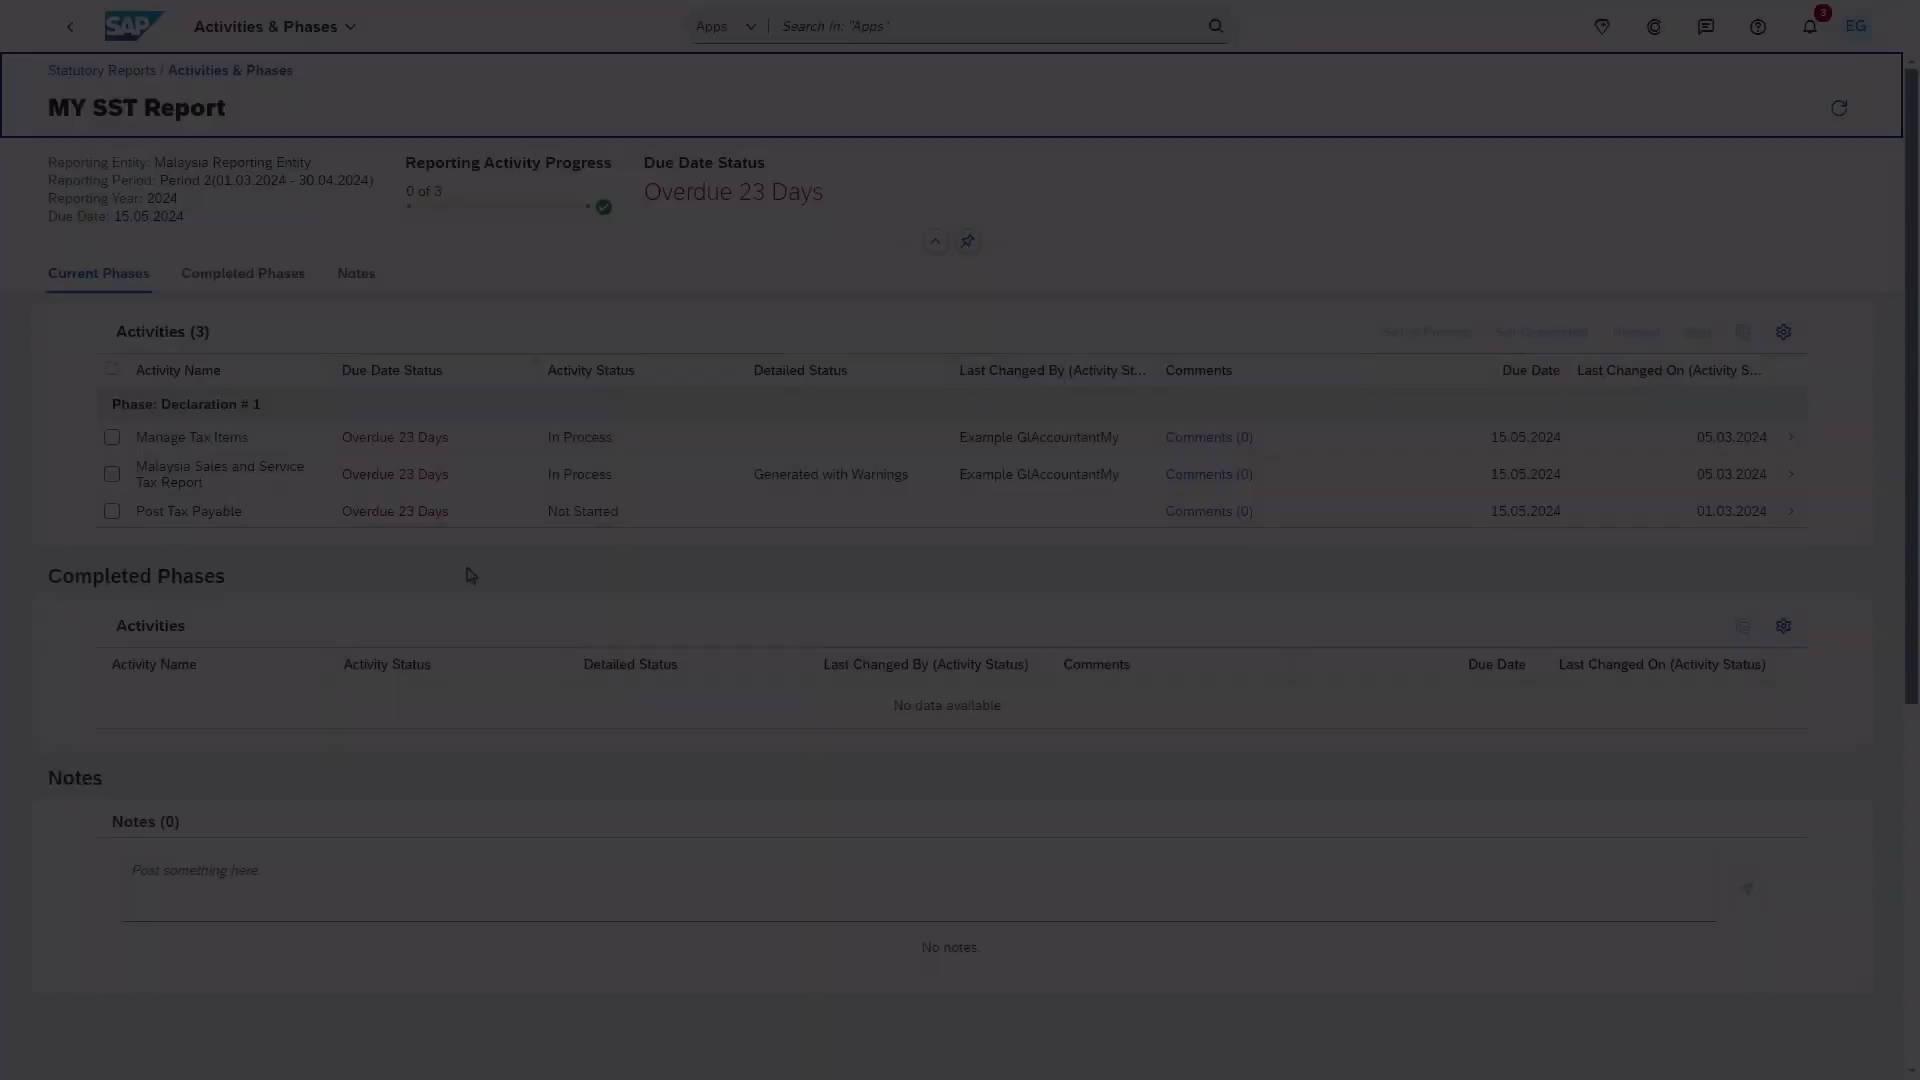 SAP Activities & Phases Apps Search In: "Apps" 3 EG
Statutory Reports / Activities & Phases
MY SST Report
Reporting Entity: Malaysia Reporting Entity
Reporting Period: Period 2(01.03.2024 - 30.04.2024)
Reporting Year: 2024
Due Date: 15.05.2024
Reporting Activity Progress
0 of 3
Due Date Status
Overdue 23 Days
Current Phases Completed Phases Notes
Activities (3)
Activity Name Due Date Status Activity Status Detailed Status Last Changed By (Activity St... Comments Due Date Last Changed On (Activity S...
Phase: Declaration # 1
Manage Tax Items Overdue 23 Days In Process Example GlAccountantMy Comments (0) 15.05.2024 05.03.2024
Malaysia Sales and Service
Tax Report Overdue 23 Days In Process Generated with Warnings Example GlAccountantMy Comments (0) 15.05.2024 05.03.2024
Post Tax Payable Overdue 23 Days Not Started Comments (0) 15.05.2024 01.03.2024
Completed Phases
Activities
Activity Name Activity Status Detailed Status Last Changed By (Activity Status) Comments Due Date Last Changed On (Activity Status)
No data available
Notes
Notes (0)
Post something here.
No notes.